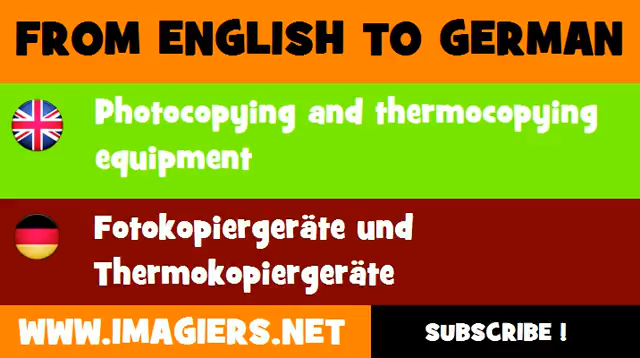 FROM ENGLISH TO GERMAN
Photocopying and thermocopying
equipment
Fotokopiergeräte und
Thermokopiergeräte
WWW.IMAGIERS.NET
SUBSCRIBE !